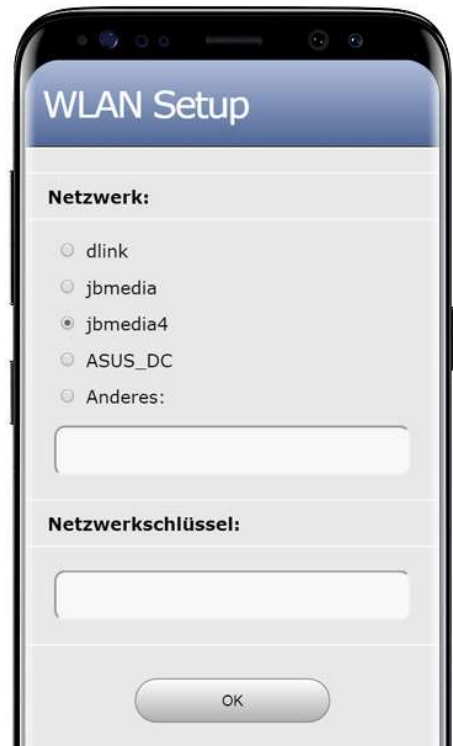 WLAN Setup
Netzwerk:
dlink
jbmedia
jbmedia4
ASUS_DC
Anderes:
Netzwerkschlüssel:
OK